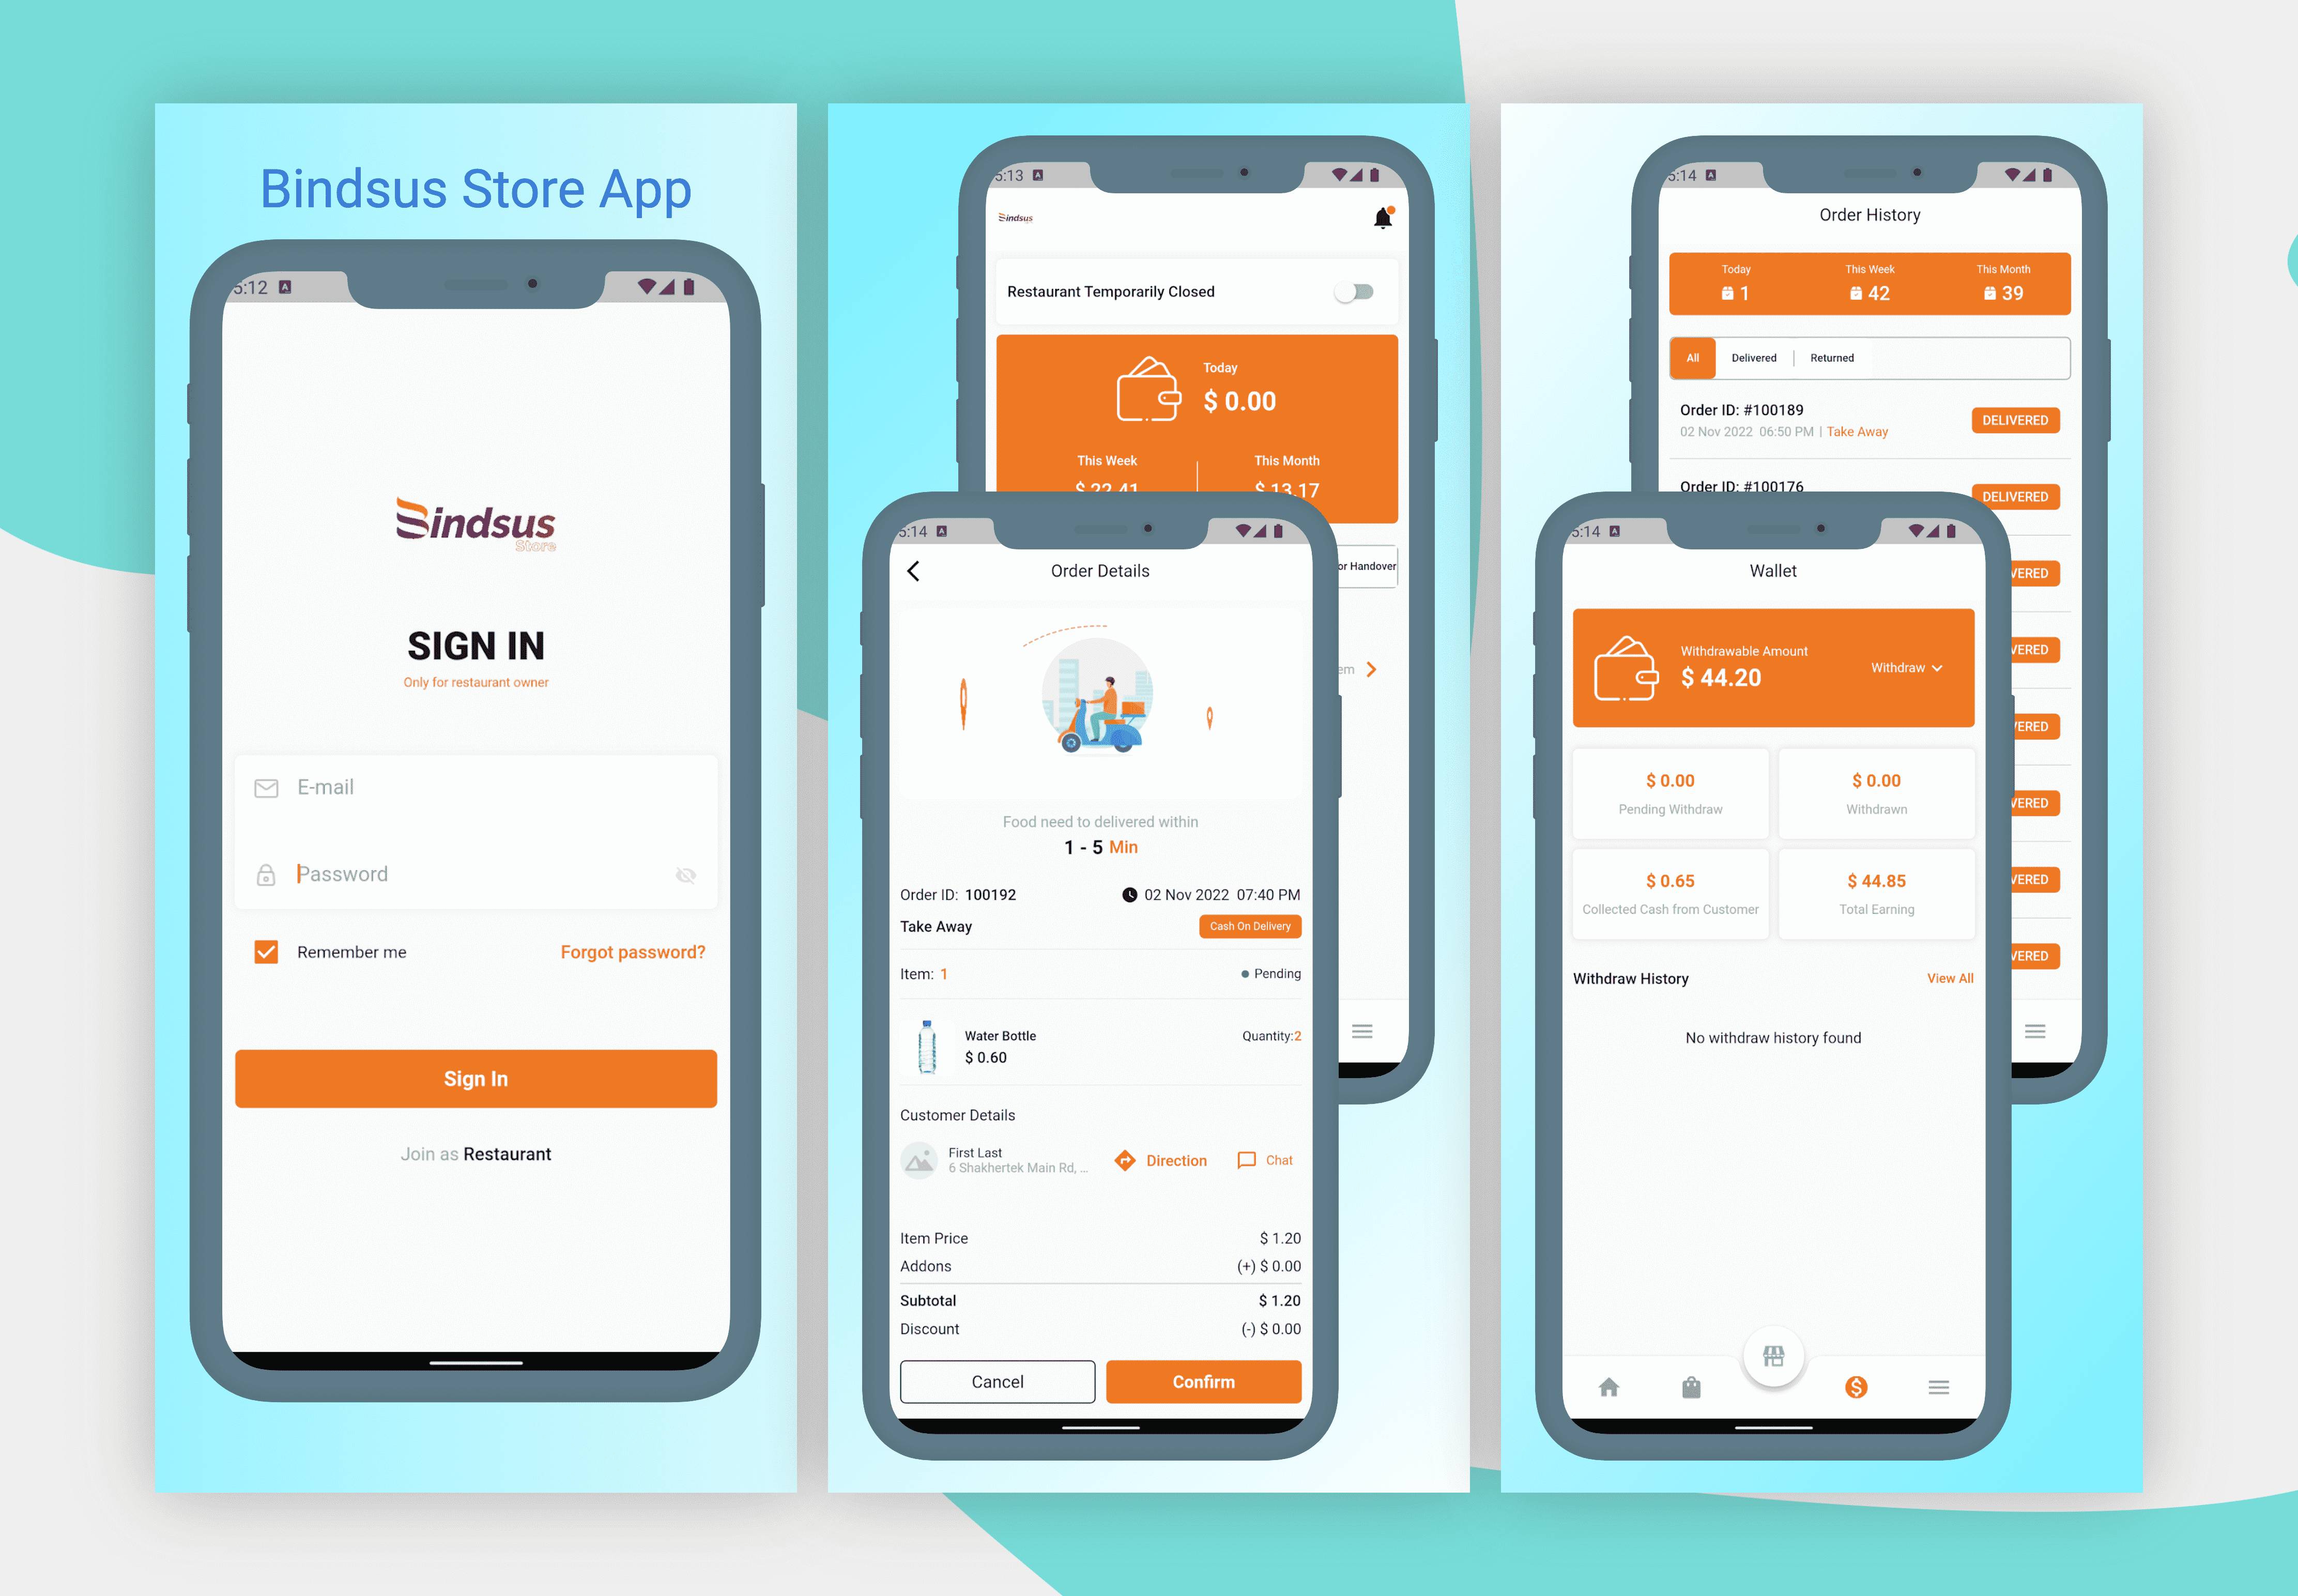 Bindsus Store App
5:12
Bindsus
Store
SIGN IN
Only for restaurant owner
E-mail
Password
Remember me
Forgot password?
Sign In
Join as Restaurant
5:13
Bindsus
Restaurant Temporarily Closed
Today
$ 0.00
This Week
This Month
$ 22.41
$ 13.17
or Handover
em
5:14
Order Details
Food need to delivered within
1 - 5 Min
Order ID: 100192
02 Nov 2022 07:40 PM
Take Away
Cash On Delivery
Item: 1
Pending
Water Bottle
Quantity:2
$ 0.60
Customer Details
First Last
6 Shakhertek Main Rd, ...
Direction
Chat
Item Price
$ 1.20
Addons
(+) $ 0.00
Subtotal
$ 1.20
Discount
(-) $ 0.00
Cancel
Confirm
5:14
Order History
Today
This Week
This Month
1
42
39
All
Delivered
Returned
Order ID: #100189
02 Nov 2022 06:50 PM | Take Away
DELIVERED
Order ID: #100176
DELIVERED
VERED
VERED
VERED
VERED
VERED
VERED
5:14
Wallet
Withdrawable Amount
$ 44.20
Withdraw
$ 0.00
Pending Withdraw
$ 0.00
Withdrawn
$ 0.65
Collected Cash from Customer
$ 44.85
Total Earning
Withdraw History
View All
No withdraw history found